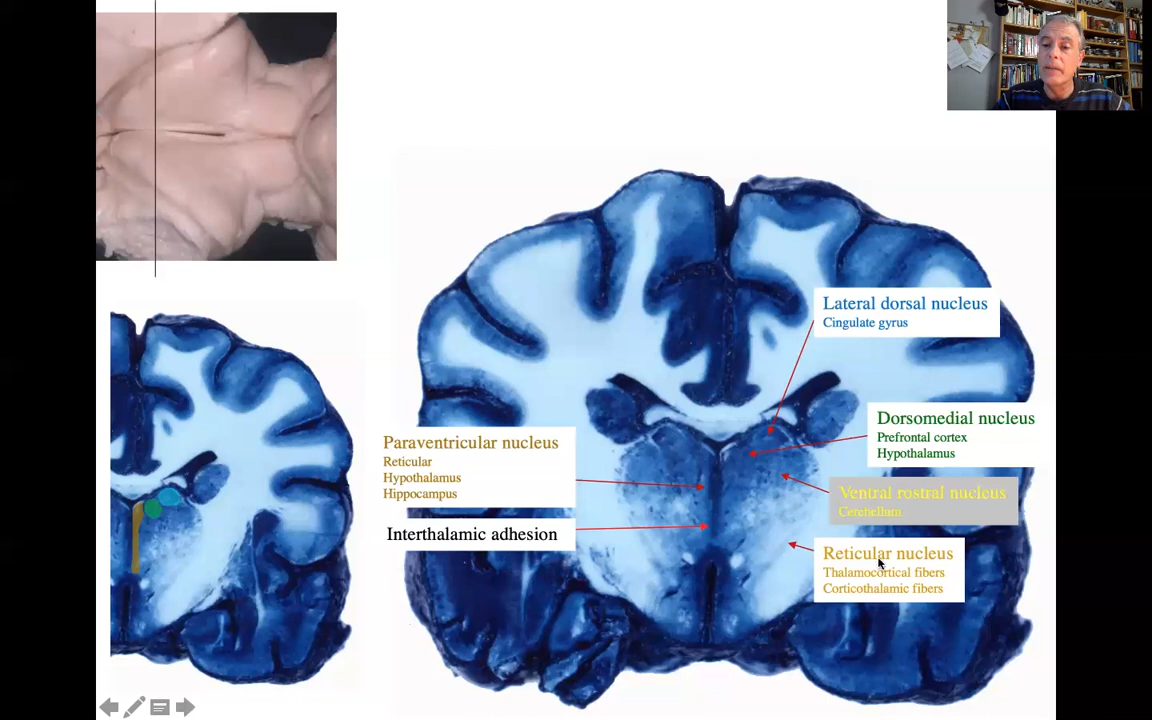 Lateral dorsal nucleus
Cingulate gyrus
Dorsomedial nucleus
Prefrontal cortex
Hypothalamus
Paraventricular nucleus
Reticular
Hypothalamus
Hippocampus
Ventral rostral nucleus
Cerebellum
Interthalamic adhesion
Reticular nucleus
Thalamocortical fibers
Corticothalamic fibers